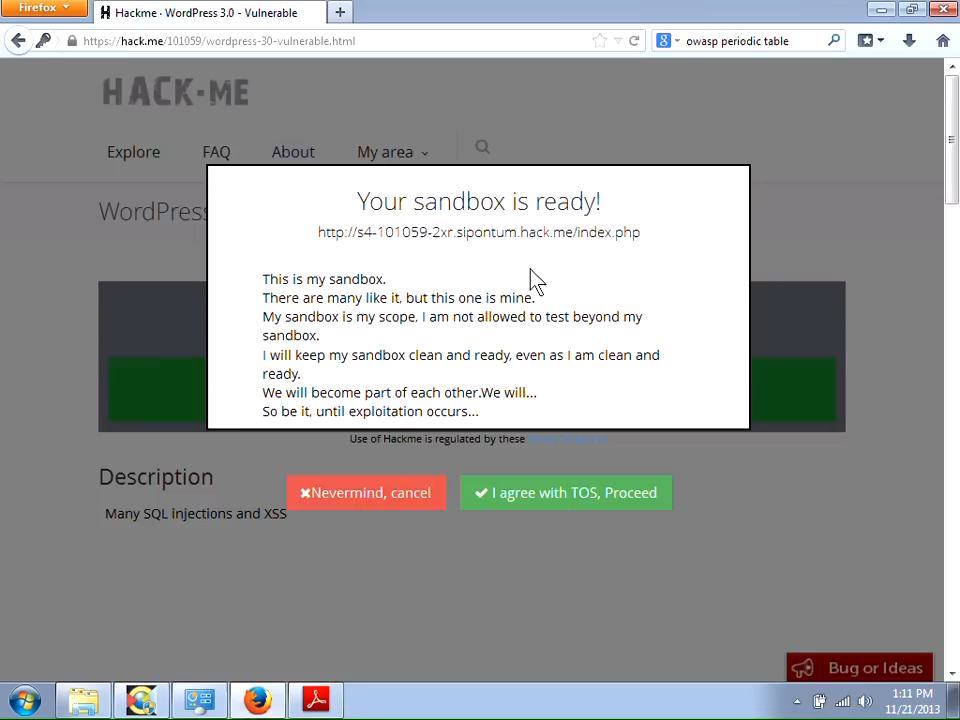 Firefox
Hackme · WordPress 3.0 - Vulnerable
https://hack.me/101059/wordpress-30-vulnerable.html
owasp periodic table
HACK-ME
Explore FAQ About My area
WordPress
Your sandbox is ready!
http://s4-101059-2xr.sipontum.hack.me/index.php
This is my sandbox.
There are many like it, but this one is mine.
My sandbox is my scope, I am not allowed to test beyond my
sandbox.
I will keep my sandbox clean and ready, even as I am clean and
ready.
We will become part of each other.We will...
So be it, until exploitation occurs...
Use of Hackme is regulated by these
Description
Nevermind, cancel
I agree with TOS, Proceed
Many SQL injections and XSS
Bug or Ideas
1:11 PM
11/21/2013